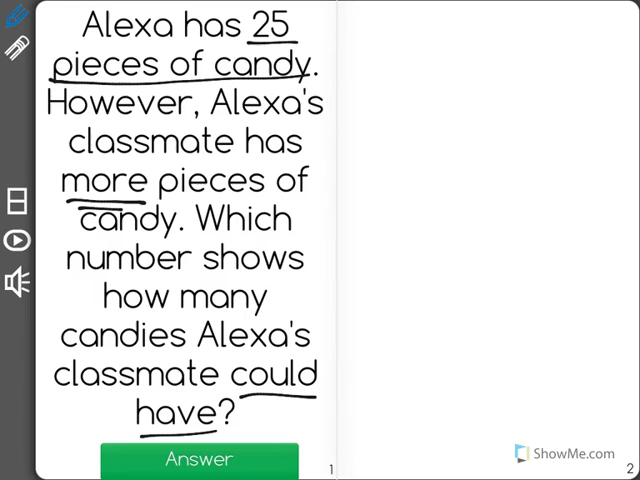 Alexa has 25
pieces of candy.
However, Alexa's
classmate has
more pieces of
candy. Which
number shows
how many
candies Alexa's
classmate could
have?
Answer
1
ShowMe.com
2